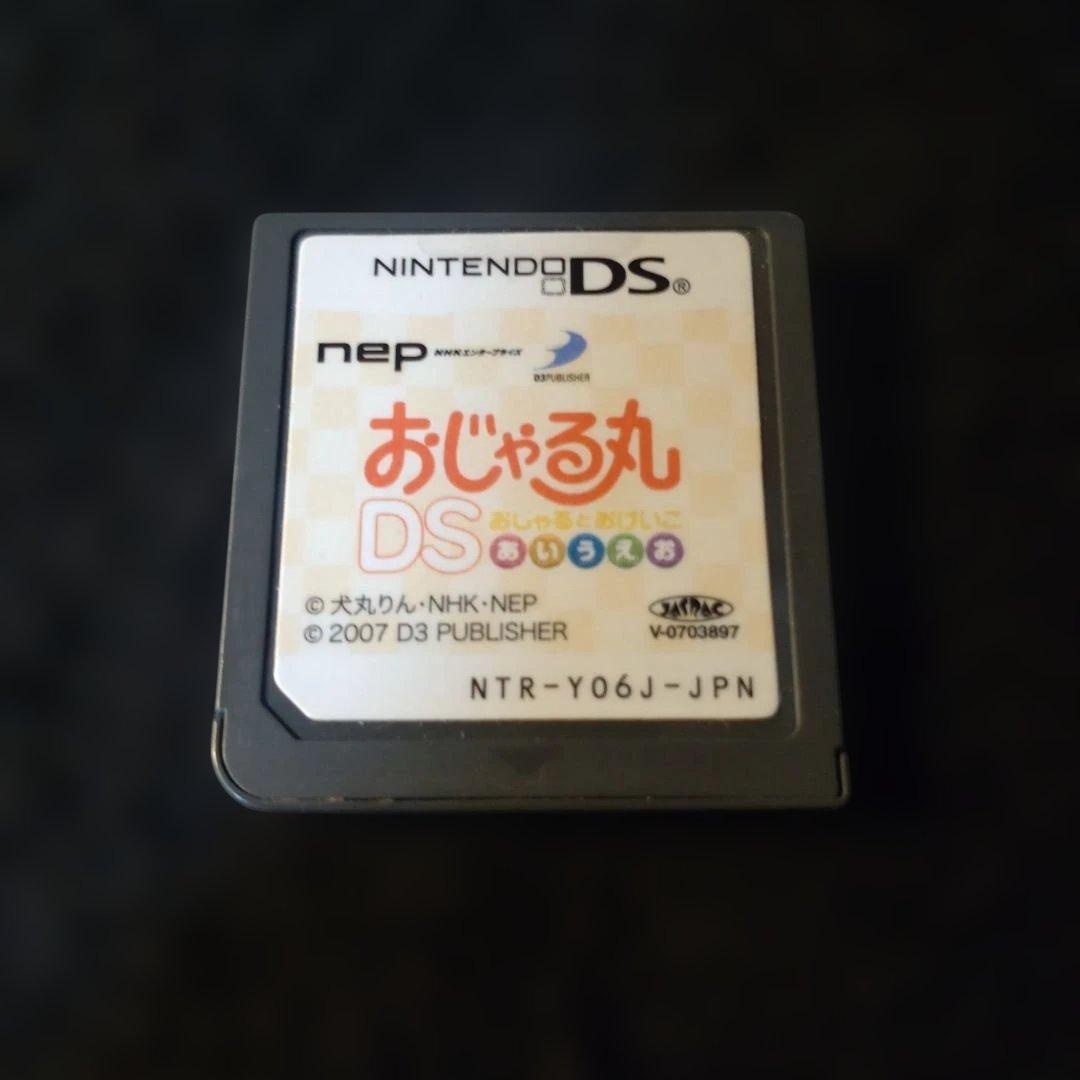 NINTENDO DS®
nep NHKエンタープライズ
D3PUBLISHER
おじゃる丸
DS おじゃるとおけいこ
あいうえお
© 犬丸りん・NHK・NEP
© 2007 D3 PUBLISHER
JASRAC
V-0703897
NTR-Y06J-JPN